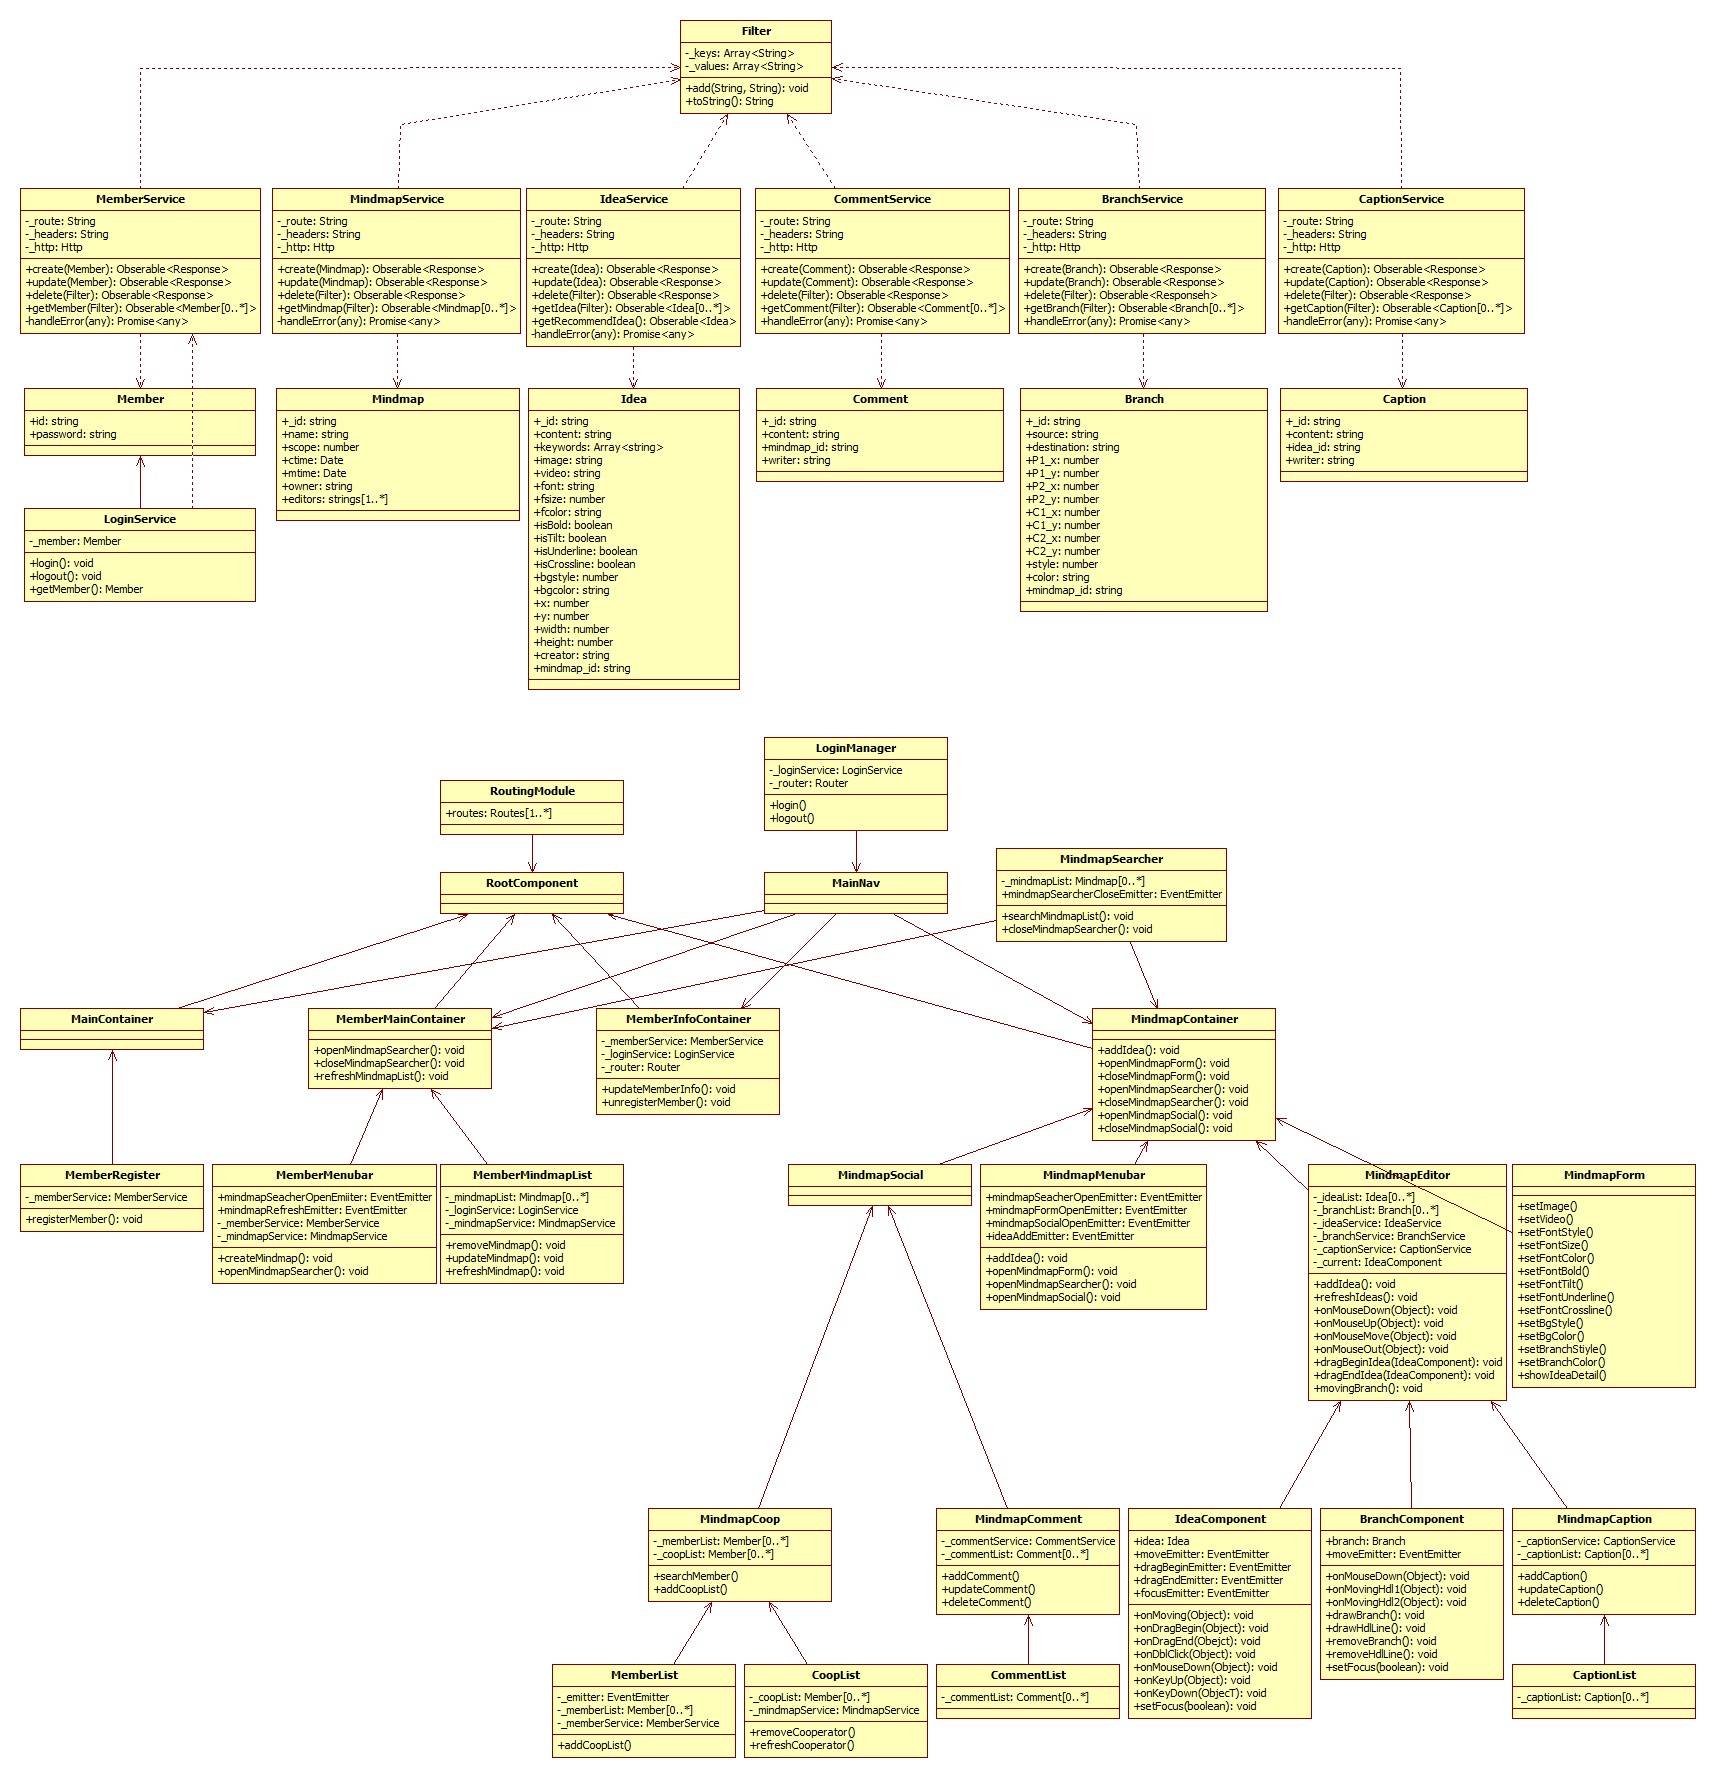 Filter
-_keys: Array<String>
-_values: Array<String>
+add(String, String): void
+toString(): String
MemberService
-_route: String
-_headers: String
-_http: Http
+create(Member): Obserable<Response>
+update(Member): Obserable<Response>
+delete(Filter): Obserable<Response>
+getMember(Filter): Obserable<Member[0..*]>
-handleError(any): Promise<any>
MindmapService
-_route: String
-_headers: String
-_http: Http
+create(Mindmap): Obserable<Response>
+update(Mindmap): Obserable<Response>
+delete(Filter): Obserable<Response>
+getMindmap(Filter): Obserable<Mindmap[0..*]>
-handleError(any): Promise<any>
IdeaService
-_route: String
-_headers: String
-_http: Http
+create(Idea): Obserable<Response>
+update(Idea): Obserable<Response>
+delete(Filter): Obserable<Response>
+getIdea(Filter): Obserable<Idea[0..*]>
+getRecommendIdea(): Obserable<Idea>
-handleError(any): Promise<any>
CommentService
-_route: String
-_headers: String
-_http: Http
+create(Comment): Obserable<Response>
+update(Comment): Obserable<Response>
+delete(Filter): Obserable<Response>
+getComment(Filter): Obserable<Comment[0..*]>
+handleError(any): Promise<any>
BranchService
-_route: String
-_headers: String
-_http: Http
+create(Branch): Obserable<Response>
+update(Branch): Obserable<Response>
+delete(Filter): Obserable<Responseh>
+getBranch(Filter): Obserable<Branch[0..*]>
+handleError(any): Promise<any>
CaptionService
-_route: String
-_headers: String
-_http: Http
+create(Caption): Obserable<Response>
+update(Caption): Obserable<Response>
+delete(Filter): Obserable<Response>
+getCaption(Filter): Obserable<Caption[0..*]>
-handleError(any): Promise<any>
Member
+id: string
+password: string
Mindmap
+_id: string
+name: string
+scope: number
+ctime: Date
+mtime: Date
+owner: string
+editors: strings[1..*]
Idea
+_id: string
+content: string
+keywords: Array<string>
+image: string
+video: string
+font: string
+fsize: number
+fcolor: string
+isBold: boolean
+isTilt: boolean
+isUnderline: boolean
+isCrossline: boolean
+bgstyle: number
+bgcolor: string
+x: number
+y: number
+width: number
+height: number
+creator: string
+mindmap_id: string
Comment
+_id: string
+content: string
+mindmap_id: string
+writer: string
Branch
+_id: string
+source: string
+destination: string
+P1_x: number
+P1_y: number
+P2_x: number
+P2_y: number
+C1_x: number
+C1_y: number
+C2_x: number
+C2_y: number
+style: number
+color: string
+mindmap_id: string
Caption
+_id: string
+content: string
+idea_id: string
+writer: string
LoginService
-_member: Member
+login(): void
+logout(): void
+getMember(): Member
LoginManager
-_loginService: LoginService
-_router: Router
+login()
+logout()
RoutingModule
+routes: Routes[1..*]
RootComponent
MainNav
MindmapSearcher
-_mindmapList: Mindmap[0..*]
+mindmapSearcherCloseEmitter: EventEmitter
+searchMindmapList(): void
+closeMindmapSearcher(): void
MainContainer
MemberMainContainer
+openMindmapSearcher(): void
+closeMindmapSearcher(): void
+refreshMindmapList(): void
MemberInfoContainer
-_memberService: MemberService
-_loginService: LoginService
-_router: Router
+updateMemberInfo(): void
+unregisterMember(): void
MindmapContainer
+addIdea(): void
+openMindmapForm(): void
+closeMindmapForm(): void
+openMindmapSearcher(): void
+closeMindmapSearcher(): void
+openMindmapSocial(): void
+closeMindmapSocial(): void
MemberRegister
-_memberService: MemberService
+registerMember(): void
MemberMenubar
+mindmapSeacherOpenEmiiter: EventEmitter
+mindmapRefreshEmitter: EventEmitter
-_memberService: MemberService
-_mindmapService: MindmapService
+createMindmap(): void
+openMindmapSearcher(): void
MemberMindmapList
-_mindmapList: Mindmap[0..*]
-_loginService: LoginService
-_mindmapService: MindmapService
+removeMindmap(): void
+updateMindmap(): void
+refreshMindmap(): void
MindmapSocial
MindmapMenubar
+mindmapSeacherOpenEmitter: EventEmitter
+mindmapFormOpenEmitter: EventEmitter
+mindmapSocialOpenEmitter: EventEmitter
+ideaAddEmitter: EventEmitter
+addIdea(): void
+openMindmapForm(): void
+openMindmapSearcher(): void
+openMindmapSocial(): void
MindmapEditor
-_ideaList: Idea[0..*]
-_branchList: Branch[0..*]
-_ideaService: IdeaService
-_branchService: BranchService
-_captionService: CaptionService
-_current: IdeaComponent
+addIdea(): void
+refreshIdeas(): void
+onMouseDown(Object): void
+onMouseUp(Object): void
+onMouseMove(Object): void
+onMouseOut(Object): void
+dragBeginIdea(IdeaComponent): void
+dragEndIdea(IdeaComponent): void
+movingBranch(): void
MindmapForm
+setImage()
+setVideo()
+setFontStyle()
+setFontSize()
+setFontColor()
+setFontBold()
+setFontTilt()
+setFontUnderline()
+setFontCrossline()
+setBgStyle()
+setBgColor()
+setBranchStiyle()
+setBranchColor()
+showIdeaDetail()
MindmapCoop
-_memberList: Member[0..*]
-_coopList: Member[0..*]
+searchMember()
+addCoopList()
MindmapComment
-_commentService: CommentService
-_commentList: Comment[0..*]
+addComment()
+updateComment()
+deleteComment()
IdeaComponent
+idea: Idea
+moveEmitter: EventEmitter
+dragBeginEmitter: EventEmitter
+dragEndEmitter: EventEmitter
+focusEmitter: EventEmitter
+onMoving(Object): void
+onDragBegin(Object): void
+onDragEnd(Obejct): void
+onDblClick(Object): void
+onMouseDown(Object): void
+onKeyUp(Object): void
+onKeyDown(ObjecT): void
+setFocus(boolean): void
BranchComponent
+branch: Branch
+moveEmitter: EventEmitter
+onMouseDown(Object): void
+onMovingHdl1(Object): void
+onMovingHdl2(Object): void
+drawBranch(): void
+drawHdlLine(): void
+removeBranch(): void
+removeHdlLine(): void
+setFocus(boolean): void
MindmapCaption
-_captionService: CaptionService
-_captionList: Caption[0..*]
+addCaption()
+updateCaption()
+deleteCaption()
MemberList
-_emitter: EventEmitter
-_memberList: Member[0..*]
-_memberService: MemberService
+addCoopList()
CoopList
-_coopList: Member[0..*]
-_mindmapService: MindmapService
+removeCooperator()
+refreshCooperator()
CommentList
-_commentList: Comment[0..*]
CaptionList
-_captionList: Caption[0..*]